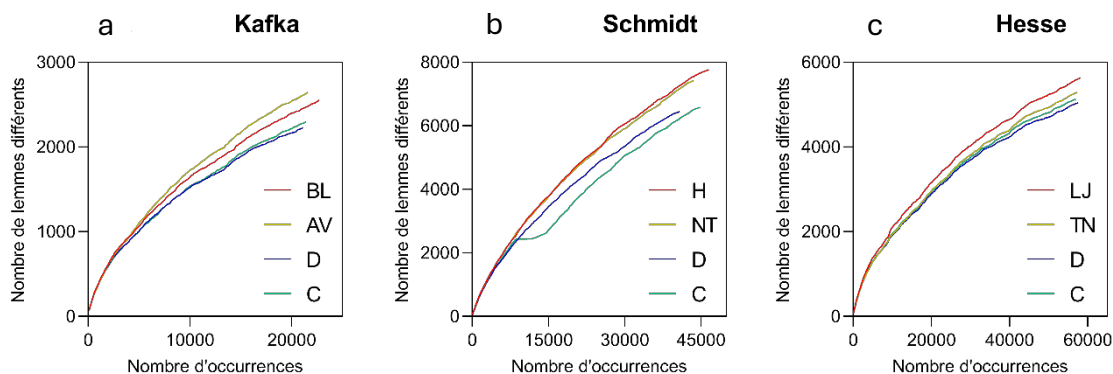 a Kafka
Nombre de lemmes différents
3000
2000
1000
0
BL
AV
D
C
0 10000 20000
Nombre d'occurrences
b Schmidt
Nombre de lemmes différents
8000
6000
4000
2000
0
H
NT
D
C
0 15000 30000 45000
Nombre d'occurrences
c Hesse
Nombre de lemmes différents
6000
4000
2000
0
LJ
TN
D
C
0 20000 40000 60000
Nombre d'occurrences